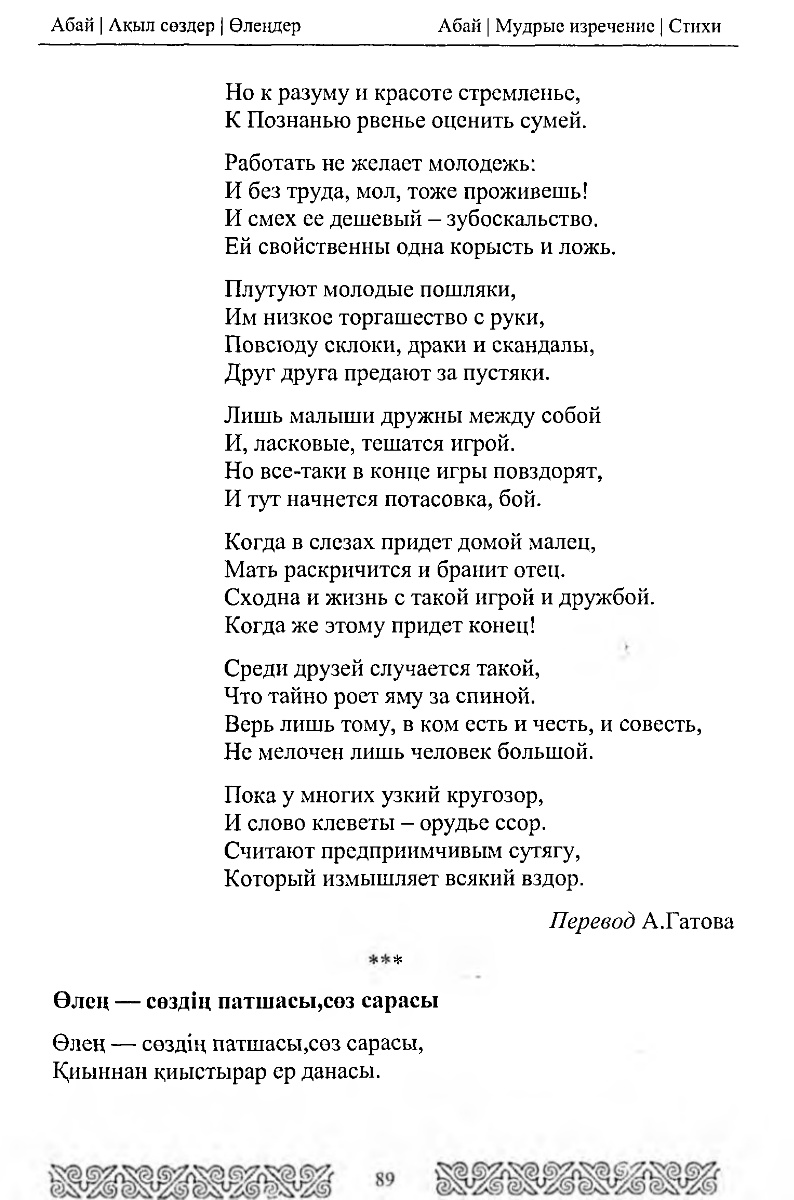 Абай | Ақыл сөздер | Өлеңдер Абай | Мудрые изречение | Стихи
Но к разуму и красоте стремленье,
К Познанью рвенье оценить сумей.
Работать не желает молодежь:
И без труда, мол, тоже проживешь!
И смех ее дешевый – зубоскальство.
Ей свойственны одна корысть и ложь.
Плутуют молодые пошляки,
Им низкое торгашество с руки,
Повсюду склоки, драки и скандалы,
Друг друга предают за пустяки.
Лишь малыши дружны между собой
И, ласковые, тешатся игрой.
Но все-таки в конце игры повздорят,
И тут начнется потасовка, бой.
Когда в слезах придет домой малец,
Мать раскричится и бранит отец.
Сходна и жизнь с такой игрой и дружбой.
Когда же этому придет конец!
Среди друзей случается такой,
Что тайно роет яму за спиной.
Верь лишь тому, в ком есть и честь, и совесть,
Не мелочен лишь человек большой.
Пока у многих узкий кругозор,
И слово клеветы – орудье ссор.
Считают предприимчивым сутягу,
Который измышляет всякий вздор.
Перевод А.Гатова
***
Өлең — сөздің патшасы,сөз сарасы
Өлең — сөздің патшасы,сөз сарасы,
Қиыннан қиыстырар ер данасы.
89